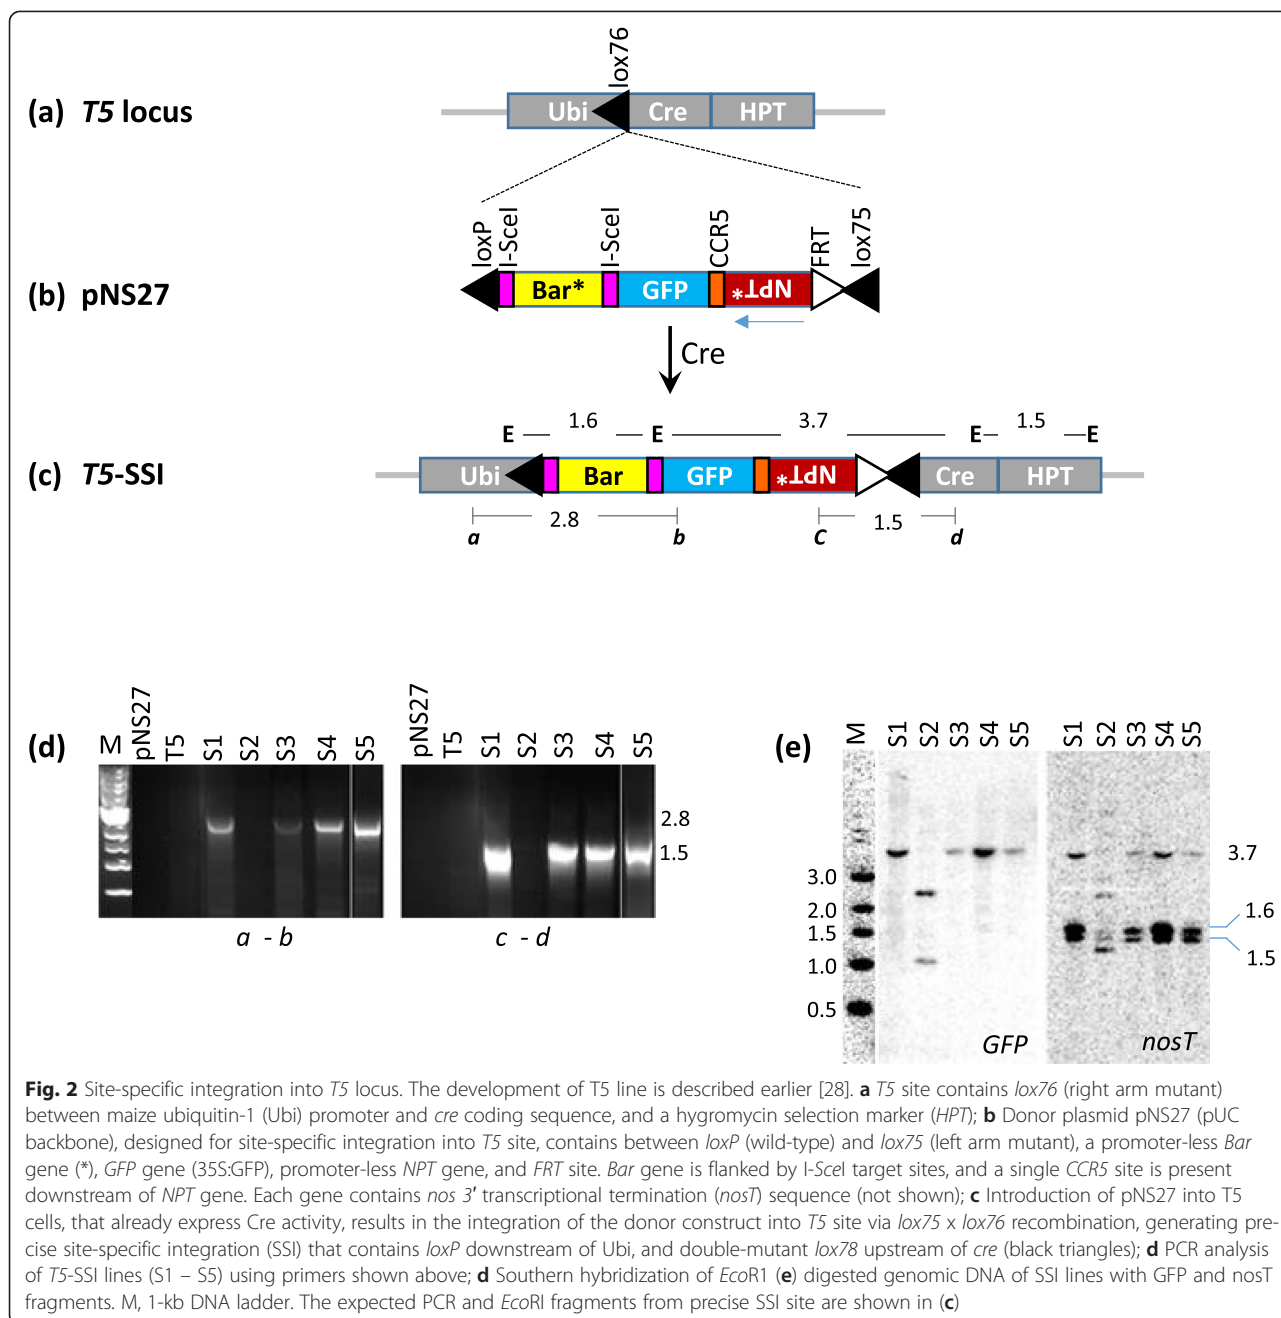 (a) T5 locus
lox76
Ubi Cre HPT
(b) pNS27
loxP I-SceI I-SceI CCR5 FRT lox75
Bar* GFP NPT*
Cre
(c) T5-SSI
E 1.6 E 3.7 E 1.5 E
Ubi Bar GFP NPT* Cre HPT
2.8 1.5
a b C d
(d) M pNS27 T5 S1 S2 S3 S4 S5 pNS27 T5 S1 S2 S3 S4 S5
2.8
1.5
a - b c - d
(e) M S1 S2 S3 S4 S5 S1 S2 S3 S4 S5
3.0
2.0
1.5
1.0
0.5
3.7
1.6
1.5
GFP nosT
Fig. 2 Site-specific integration into T5 locus. The development of T5 line is described earlier [28]. a T5 site contains lox76 (right arm mutant)
between maize ubiquitin-1 (Ubi) promoter and cre coding sequence, and a hygromycin selection marker (HPT); b Donor plasmid pNS27 (pUC
backbone), designed for site-specific integration into T5 site, contains between loxP (wild-type) and lox75 (left arm mutant), a promoter-less Bar
gene (*), GFP gene (35S:GFP), promoter-less NPT gene, and FRT site. Bar gene is flanked by I-SceI target sites, and a single CCR5 site is present
downstream of NPT gene. Each gene contains nos 3′ transcriptional termination (nosT) sequence (not shown); c Introduction of pNS27 into T5
cells, that already express Cre activity, results in the integration of the donor construct into T5 site via lox75 x lox76 recombination, generating pre-
cise site-specific integration (SSI) that contains loxP downstream of Ubi, and double-mutant lox78 upstream of cre (black triangles); d PCR analysis
of T5-SSI lines (S1 – S5) using primers shown above; d Southern hybridization of EcoR1 (e) digested genomic DNA of SSI lines with GFP and nosT
fragments. M, 1-kb DNA ladder. The expected PCR and EcoRI fragments from precise SSI site are shown in (c)